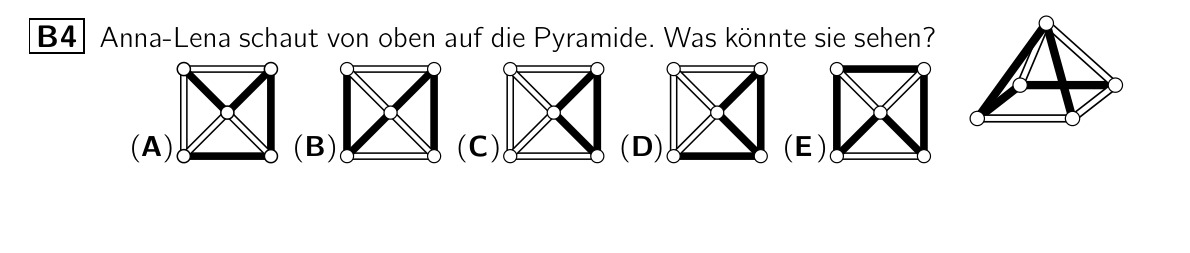 B4 Anna-Lena schaut von oben auf die Pyramide. Was könnte sie sehen?
(A) (B) (C) (D) (E)